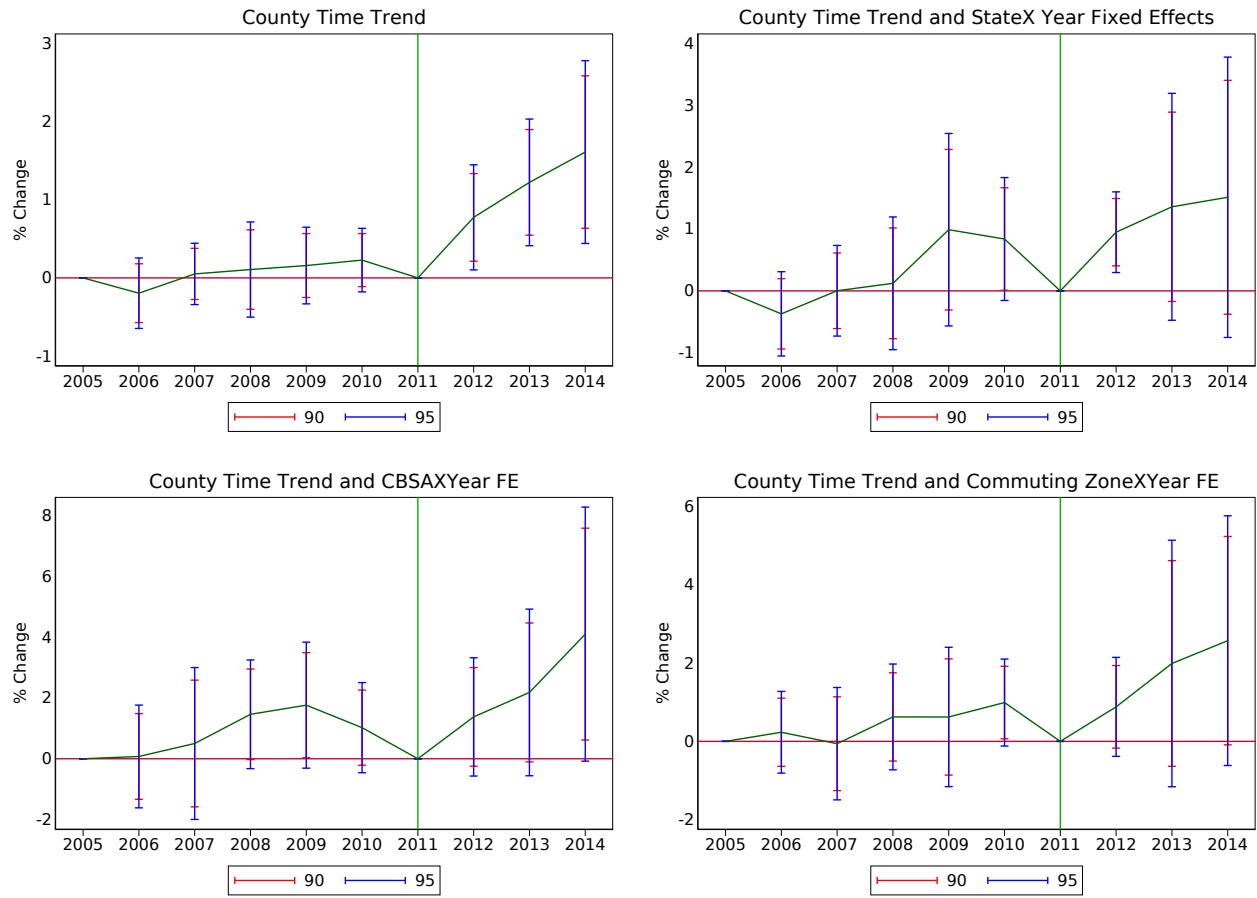 County Time Trend
% Change
3
2
1
0
-1
2005 2006 2007 2008 2009 2010 2011 2012 2013 2014
90 95
County Time Trend and StateX Year Fixed Effects
% Change
4
3
2
1
0
-1
2005 2006 2007 2008 2009 2010 2011 2012 2013 2014
90 95
County Time Trend and CBSAXYear FE
% Change
8
6
4
2
0
-2
2005 2006 2007 2008 2009 2010 2011 2012 2013 2014
90 95
County Time Trend and Commuting ZoneXYear FE
% Change
6
4
2
0
-2
2005 2006 2007 2008 2009 2010 2011 2012 2013 2014
90 95